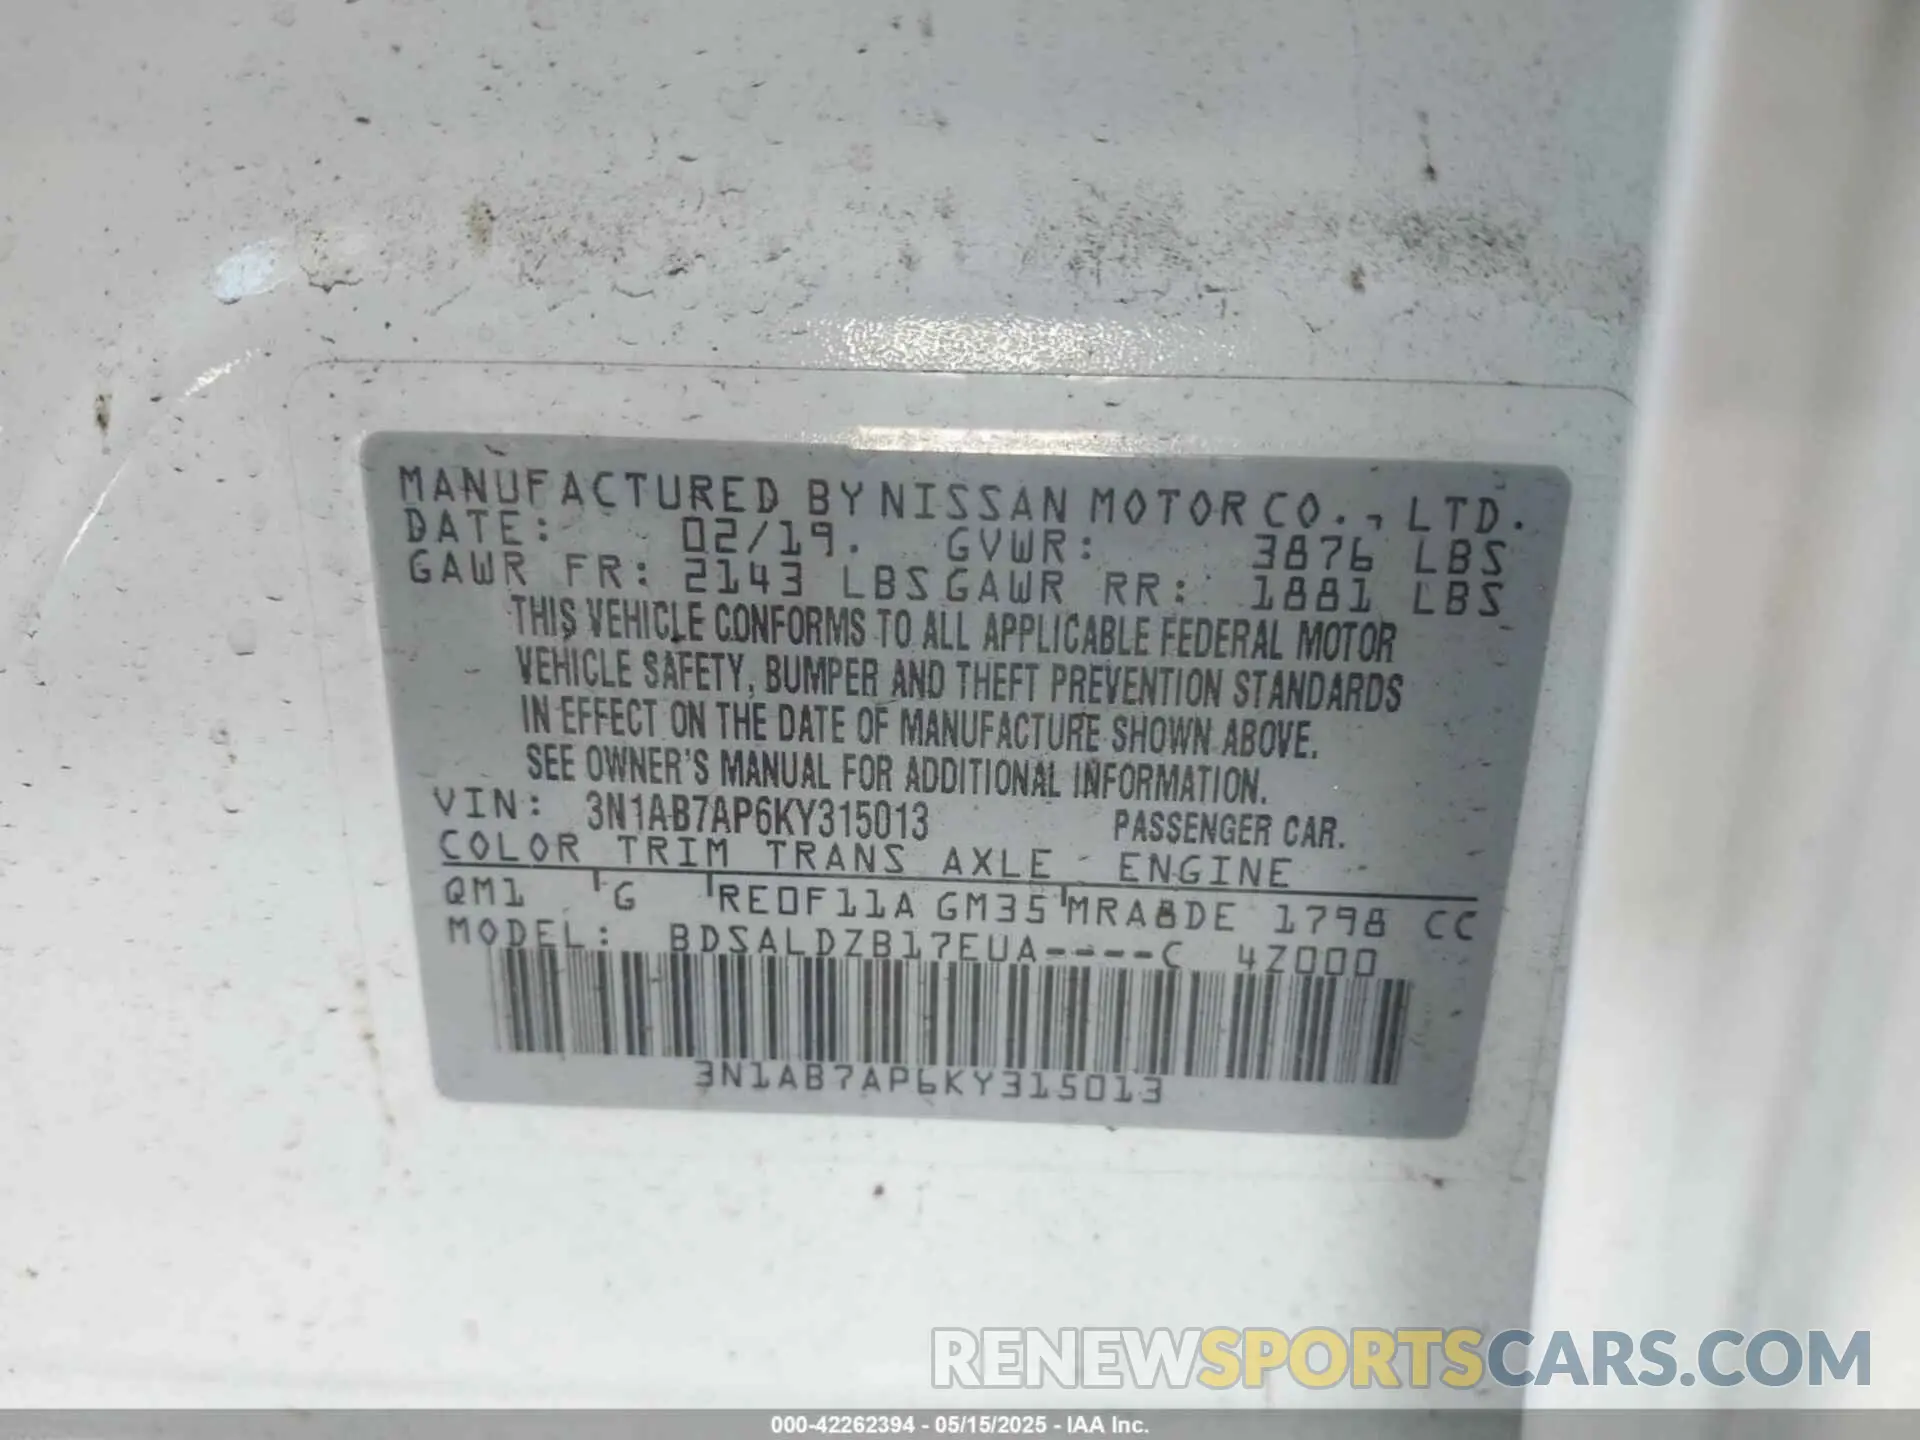 MANUFACTURED BY NISSAN MOTOR CO., LTD.
DATE: 02/19. GVWR: 3876 LBS
GAWR FR: 2143 LBS GAWR RR: 1881 LBS
THIS VEHICLE CONFORMS TO ALL APPLICABLE FEDERAL MOTOR
VEHICLE SAFETY, BUMPER AND THEFT PREVENTION STANDARDS
IN EFFECT ON THE DATE OF MANUFACTURE SHOWN ABOVE.
SEE OWNER'S MANUAL FOR ADDITIONAL INFORMATION.
VIN: 3N1AB7AP6KY315013 PASSENGER CAR.
COLOR TRIM TRANS AXLE ENGINE
QM1 G RE0F11A GM35 MRA8DE 1798 CC
MODEL: BDSALDZB17EUA----C 4Z000
3N1AB7AP6KY315013
RENEWSPORTSCARS.COM
000-42262394 - 05/15/2025 - IAA Inc.